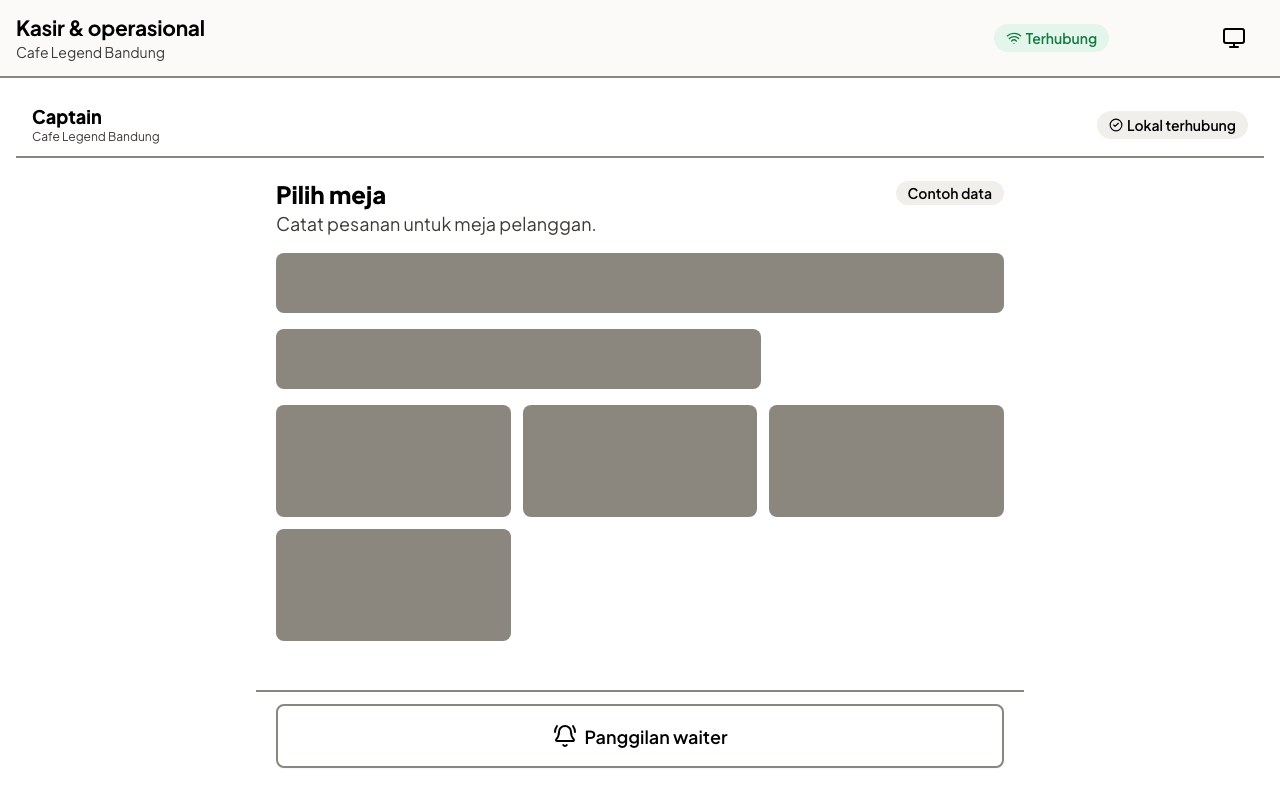 Kasir & operasional
Cafe Legend Bandung
Terhubung
Captain
Cafe Legend Bandung
Lokal terhubung
Pilih meja
Contoh data
Catat pesanan untuk meja pelanggan.
Panggilan waiter